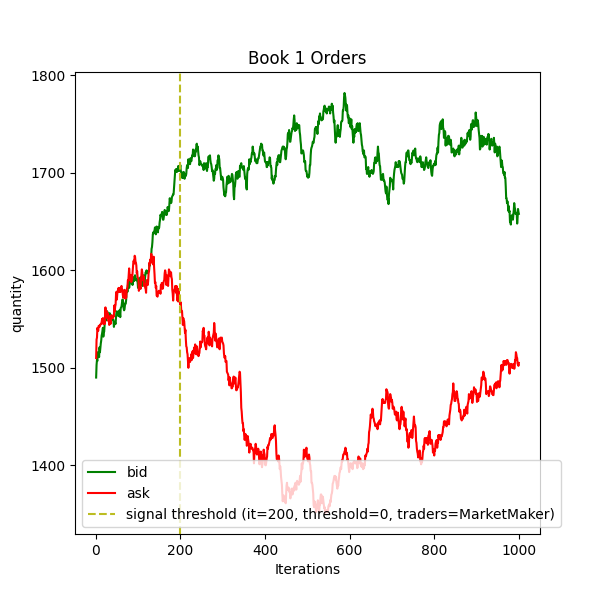 Book 1 Orders
1800
1700
1600
1500
1400
quantity
bid
ask
signal threshold (it=200, threshold=0, traders=MarketMaker)
0
200
400
600
800
1000
Iterations